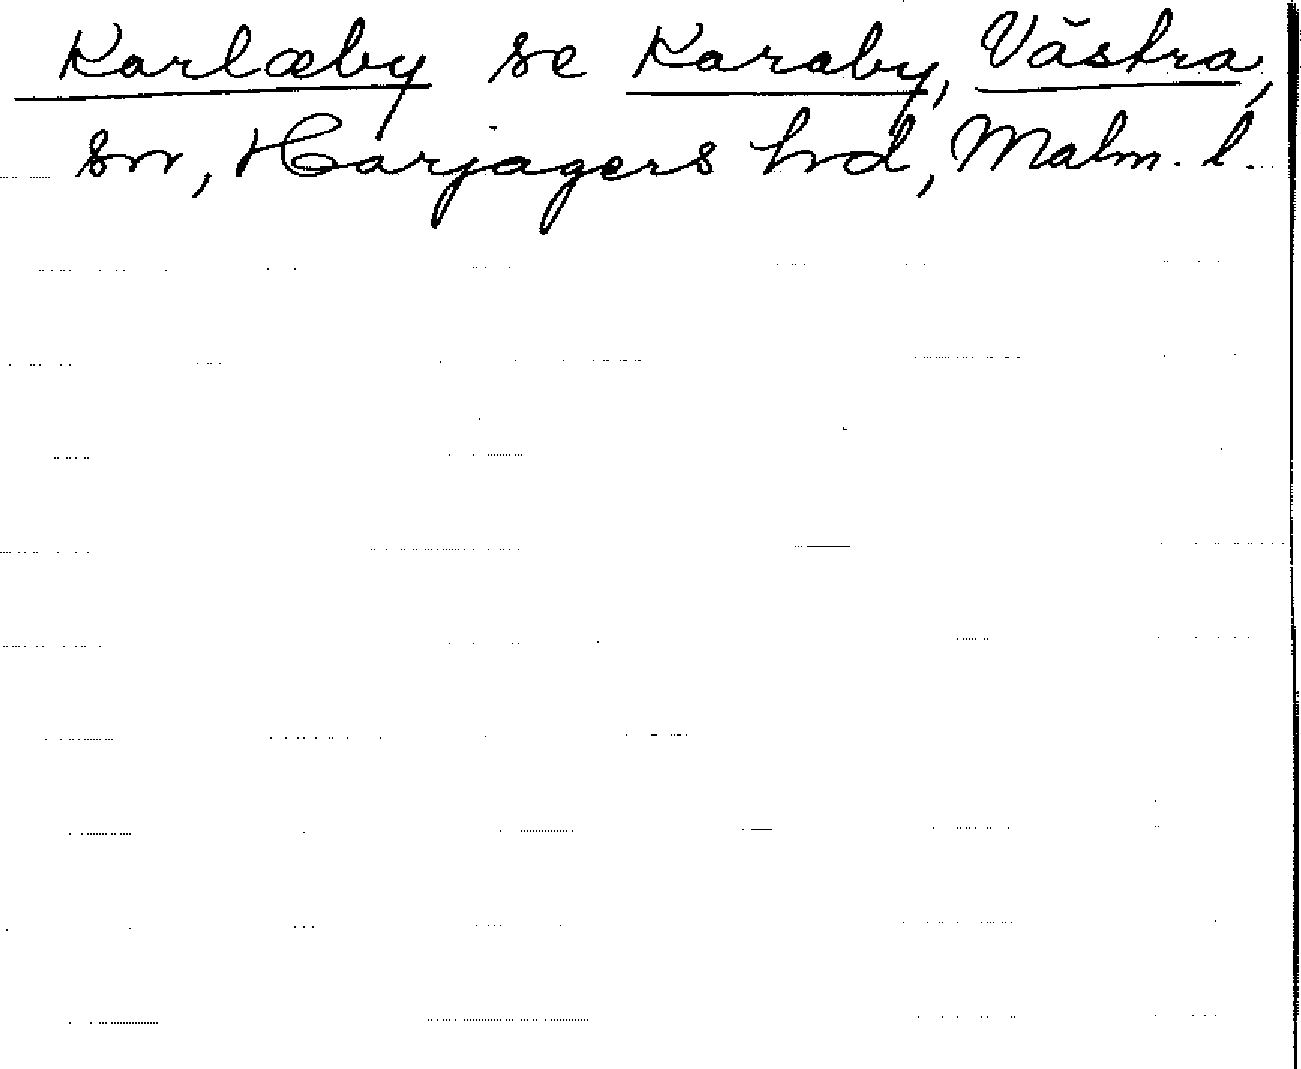 Karlæby se Karaby, Västra,
sn, Harjagers hd, Malm. l.